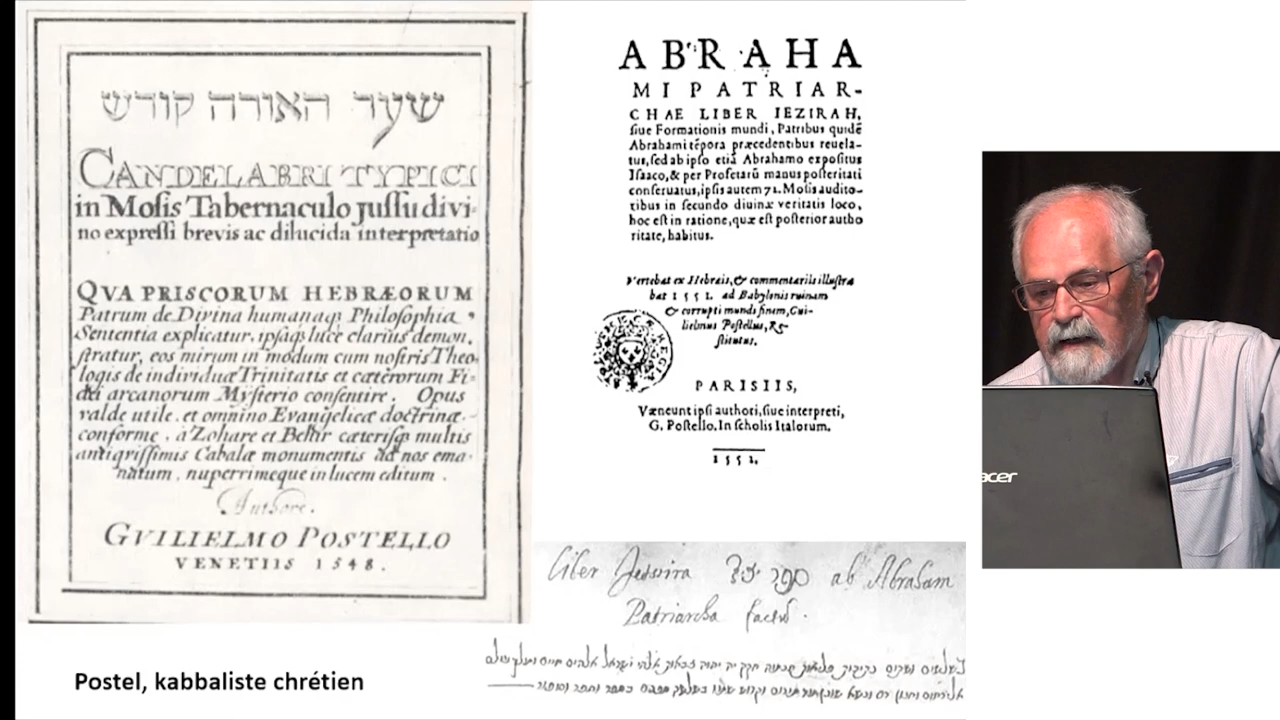 שער האורה קודש
CANDELABRI TYPICI
in Mosis Tabernaculo jussu divi-
no expressi brevis ac dilucida interpretatio
QVA PRISCORUM HEBRÆORUM
Patrum de Divina humanaq; Philosophia
Sententia explicatur, ipsaq; luce clarius demon,
stratur, eos mirum in modum cum nostris Theo-
logis de individuæ Trinitatis et cæterorum Fi-
dei arcanorum Mysterio consentire. Opus
valde utile, et omnino Evangelicæ doctrinæ
conforme, à Zohare et Behir cæterisq; multis
antiqvissimis Cabalæ monumentis ad nos ema-
natum, nuperrimeque in lucem editum.
Authore.
GVILIELMO POSTELLO
VENETIIS 1548.
ABRAHA
MI PATRIAR-
CHAE LIBER IEZIRAH,
siue Formationis mundi, Patribus quidē
Abrahami tēpora præcedentibus reuela-
tus, sed ab ipso etiā Abrahamo expositus
Isaaco, & per Profetarū manus posteritati
conseruatus, ipsis autem 72. Mosis audito-
ribus in secundo diuinæ veritatis loco,
hoc est in ratione, quæ est posterior autho
ritate, habitus.
Vertebat ex Hebræis, & commentariis illustra
bat 1551. ad Babylonis ruinam
& corrupti mundi finem, Gui-
lielmus Postellus, Re-
stitutus.
PARISIIS,
Væneunt ipsi authori, siue interpreti,
G. Postello. In scholis Italorum.
1552.
Liber Jezira ספר יצירה ab Abraham
Patriarcha
Postel, kabbaliste chrétien
acer